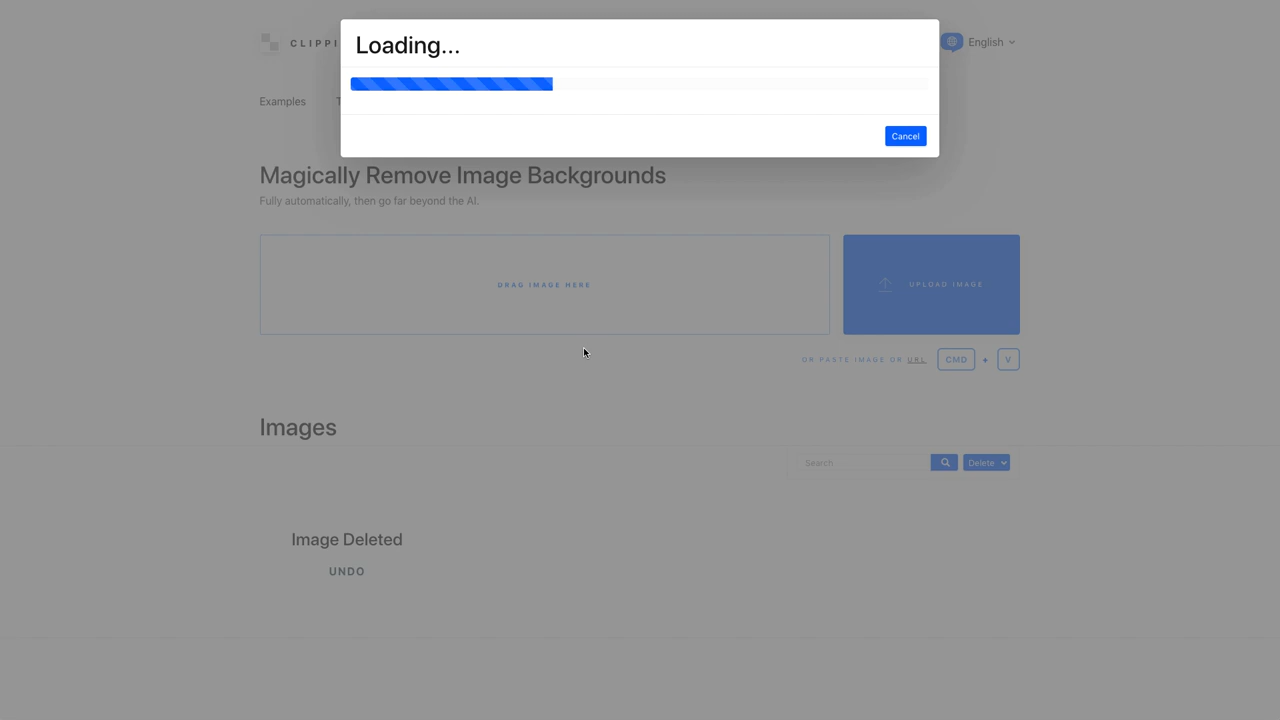 Loading...
Cancel
CLIPPI
English
Examples
Magically Remove Image Backgrounds
Fully automatically, then go far beyond the AI.
DRAG IMAGE HERE
UPLOAD IMAGE
OR PASTE IMAGE OR URL CMD + V
Images
Search
Delete
Image Deleted
UNDO